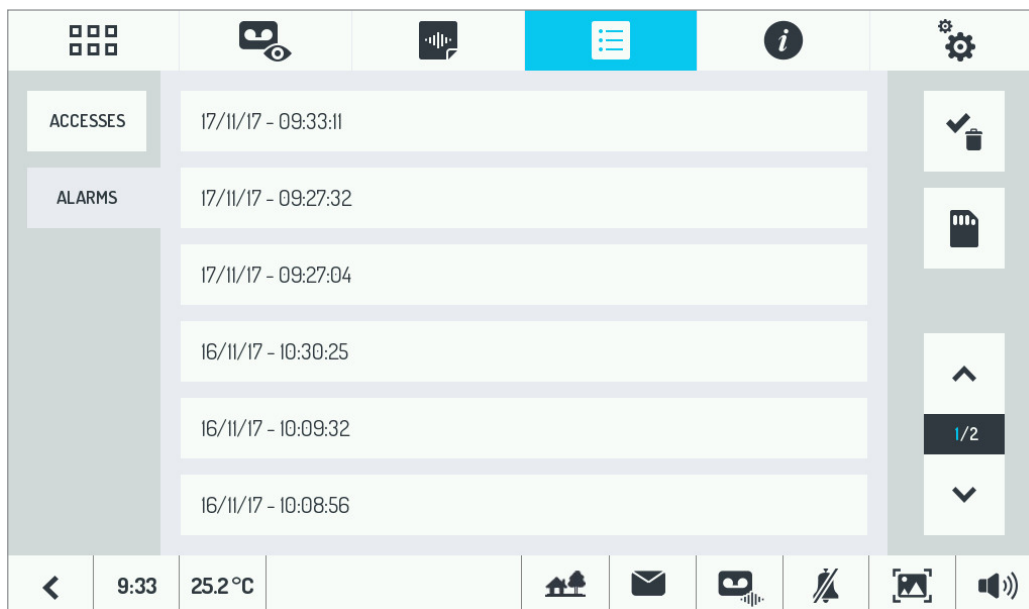 ACCESSES
ALARMS
17/11/17 - 09:33:11
17/11/17 - 09:27:32
17/11/17 - 09:27:04
16/11/17 - 10:30:25
16/11/17 - 10:09:32
16/11/17 - 10:08:56
1/2
9:33
25.2 °C